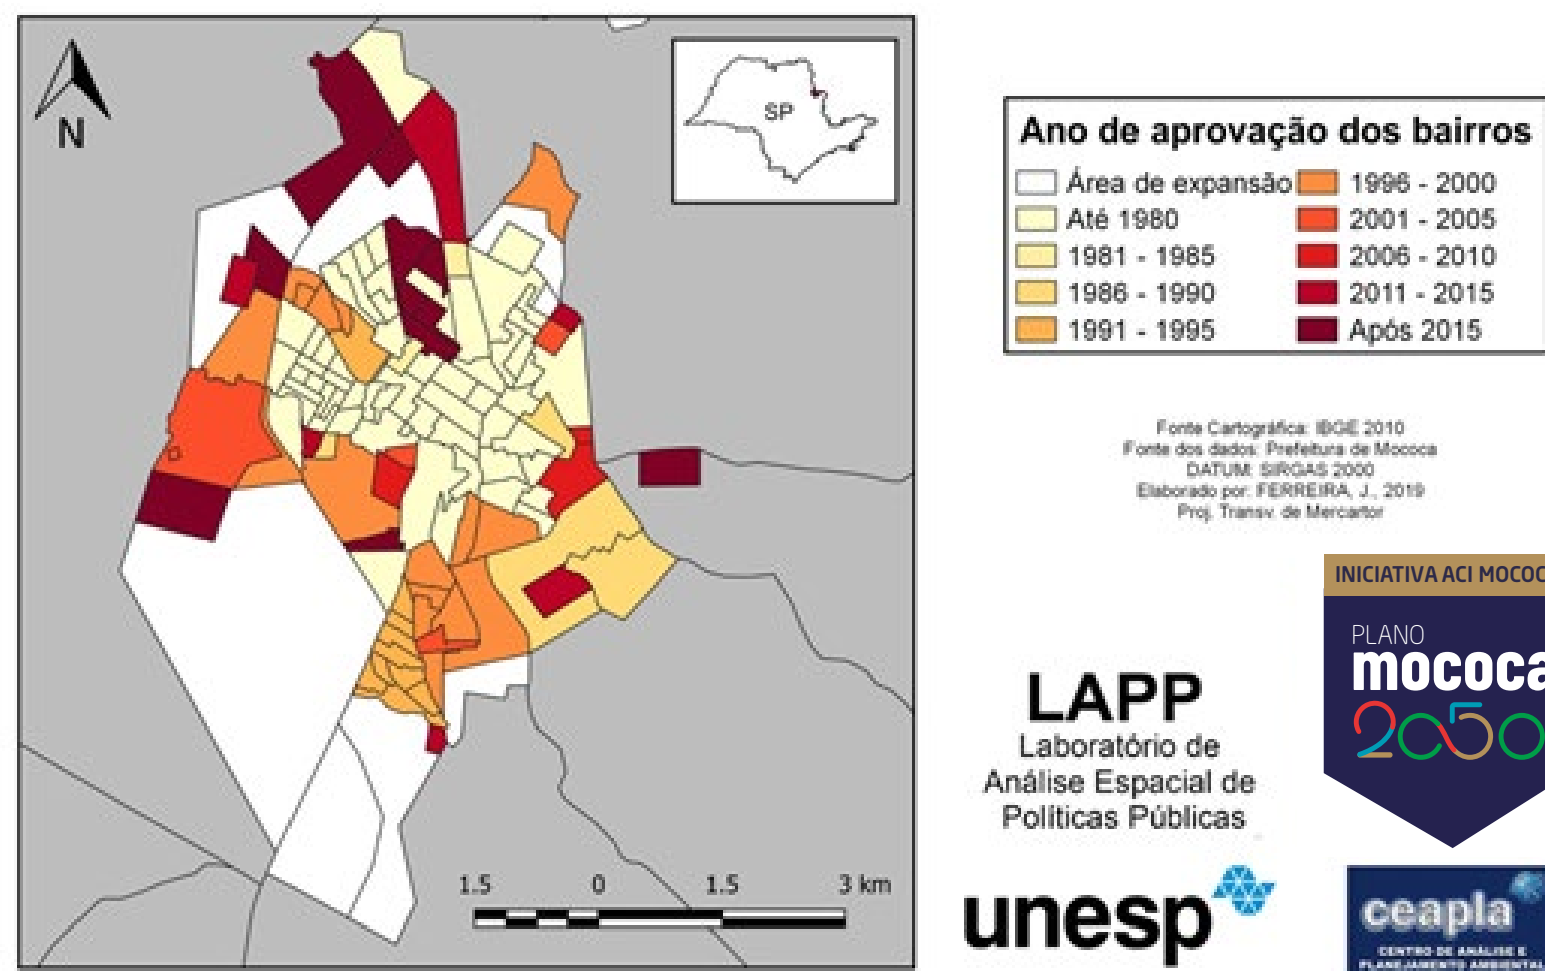 N
SP
1.5 0 1.5 3 km
Ano de aprovação dos bairros
Área de expansão
Até 1980
1981 - 1985
1986 - 1990
1991 - 1995
1996 - 2000
2001 - 2005
2006 - 2010
2011 - 2015
Após 2015
Fonte Cartográfica: IBGE 2010
Fonte dos dados: Prefeitura de Mococa
DATUM: SIRGAS 2000
Elaborado por: FERREIRA, J., 2019
Proj. Transv. de Mercartor
INICIATIVA ACI MOCOC
PLANO
mococa
2050
LAPP
Laboratório de
Análise Espacial de
Políticas Públicas
unesp
ceapla
CENTRO DE ANÁLISE E
PLANEJAMENTO AMBIENTAL